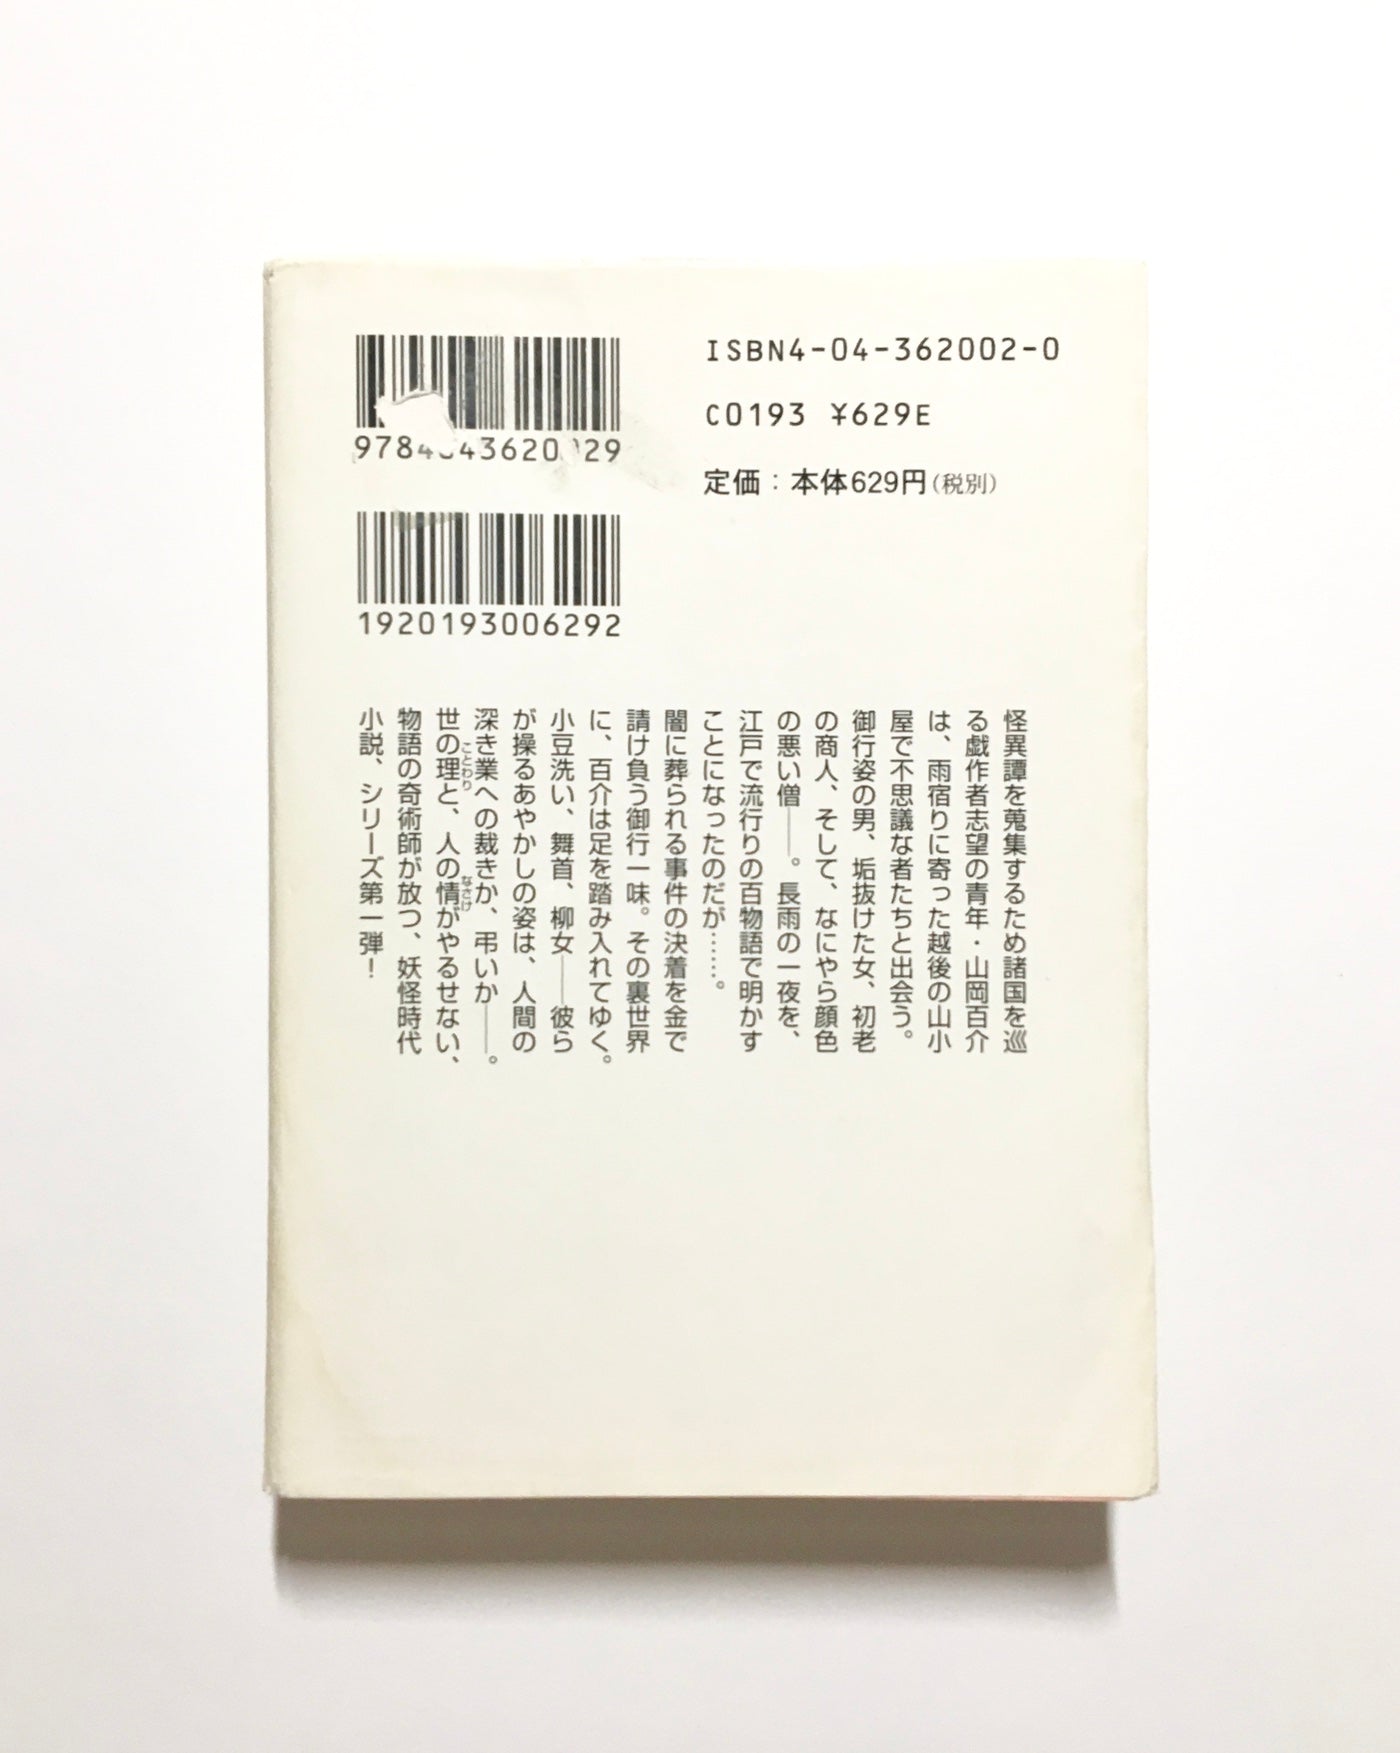 9784043620029
1920193006292
ISBN4-04-362002-0
C0193 ¥629E
定価：本体629円(税別)
怪異譚を蒐集するため諸国を巡
る戯作者志望の青年・山岡百介
は、雨宿りに寄った越後の山小
屋で不思議な者たちと出会う。
御行姿の男、垢抜けた女、初老
の商人、そして、なにやら顔色
の悪い僧——。長雨の一夜を、
江戸で流行りの百物語で明かす
ことになったのだが……。
闇に葬られる事件の決着を金で
請け負う御行一味。その裏世界
に、百介は足を踏み入れてゆく。
小豆洗い、舞首、柳女——彼ら
が操るあやかしの姿は、人間の
深き業への裁きか、弔いか——。
世の理と、人の情がやるせない、
物語の奇術師が放つ、妖怪時代
小説、シリーズ第一弾！